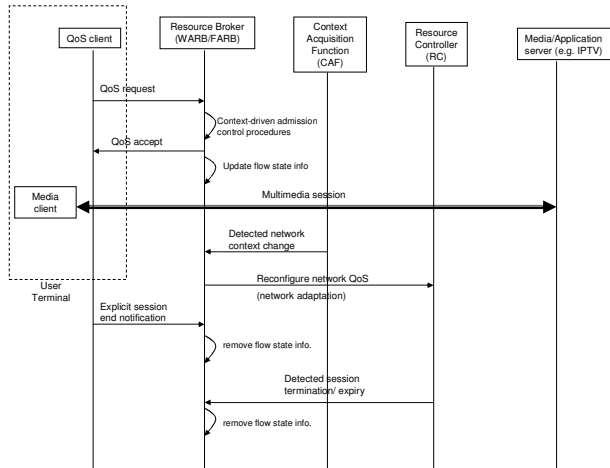 QoS client
Resource Broker
(WARB/FARB)
Context
Acquisition
Function
(CAF)
Resource
Controller
(RC)
Media/Application
server (e.g. IPTV)
QoS request
Context-driven admission
control procedures
QoS accept
Update flow state info
Multimedia session
Media
client
Detected network
context change
Reconfigure network QoS
(network adaptation)
User
Terminal
Explicit session
end notification
remove flow state info.
Detected session
termination/ expiry
remove flow state info.